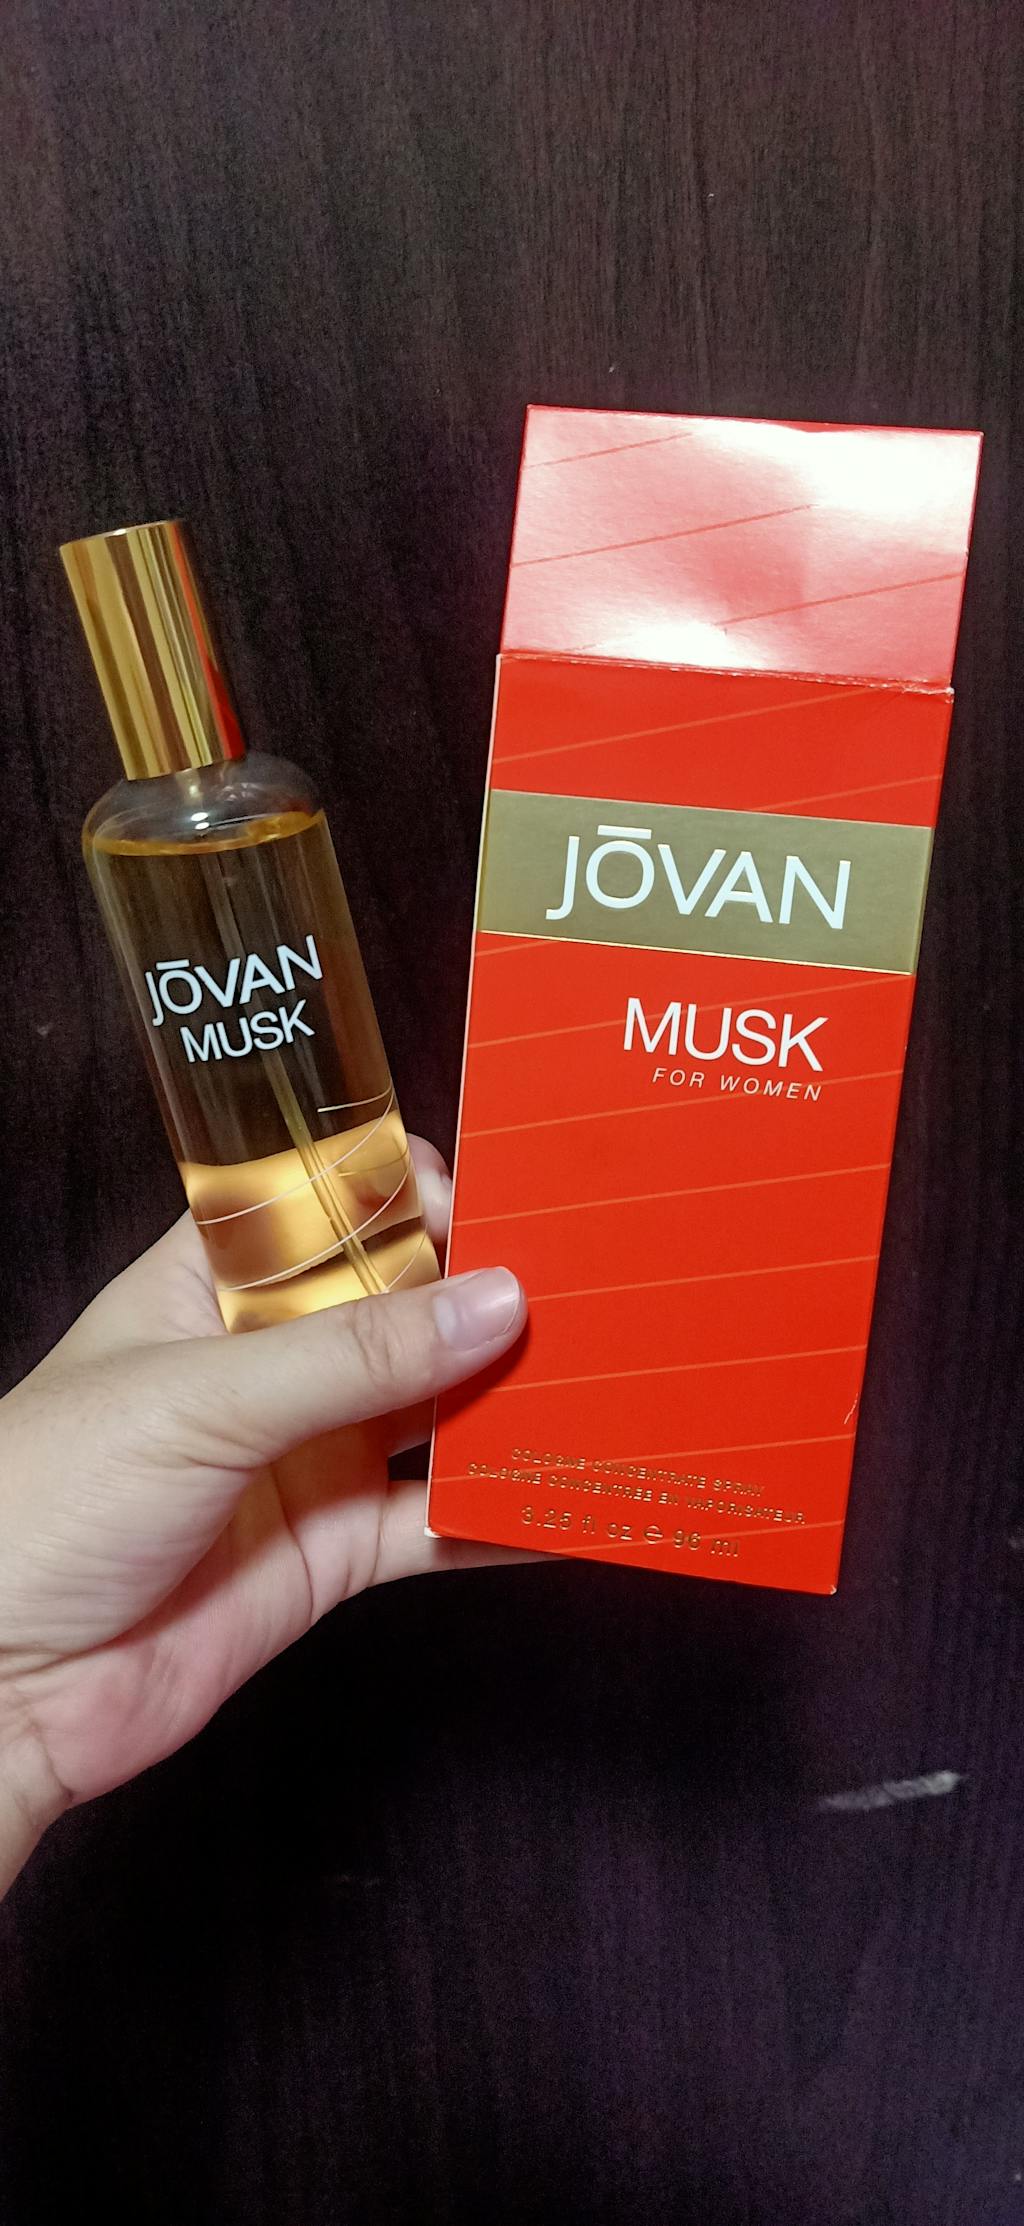 JŌVAN
MUSK
JŌVAN
MUSK
FOR WOMEN
COLOGNE CONCENTRATE SPRAY
COLOGNE CONCENTRÉE EN VAPORISATEUR
3.25 fl oz ℮ 96 ml